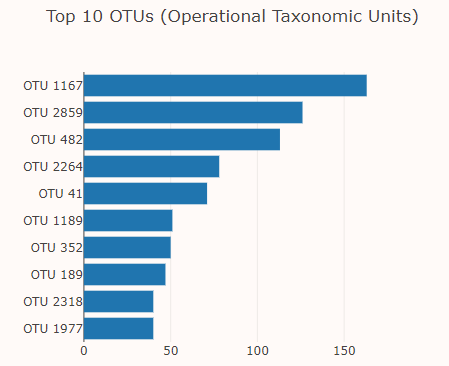 Top 10 OTUs (Operational Taxonomic Units)
OTU 1167
OTU 2859
OTU 482
OTU 2264
OTU 41
OTU 1189
OTU 352
OTU 189
OTU 2318
OTU 1977
0 50 100 150